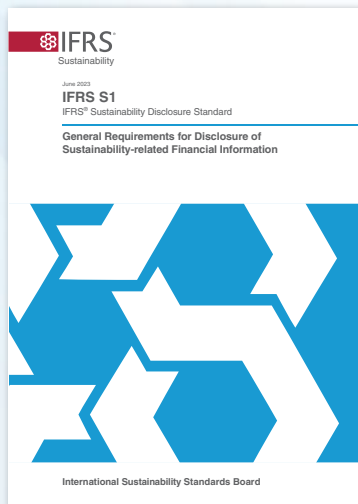 IFRS®
Sustainability
June 2023
IFRS S1
IFRS® Sustainability Disclosure Standard
General Requirements for Disclosure of
Sustainability-related Financial Information
International Sustainability Standards Board